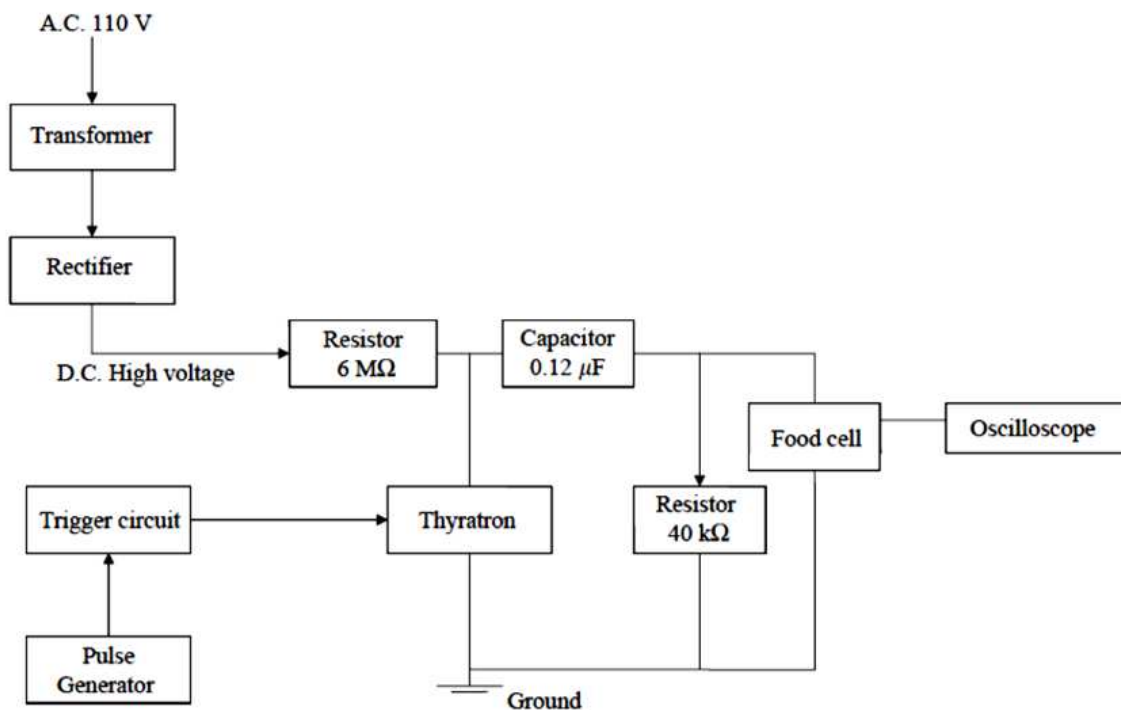 A.C. 110 V
Transformer
Rectifier
D.C. High voltage
Resistor
6 MΩ
Capacitor
0.12 μF
Food cell
Oscilloscope
Trigger circuit
Thyratron
Resistor
40 kΩ
Pulse
Generator
Ground